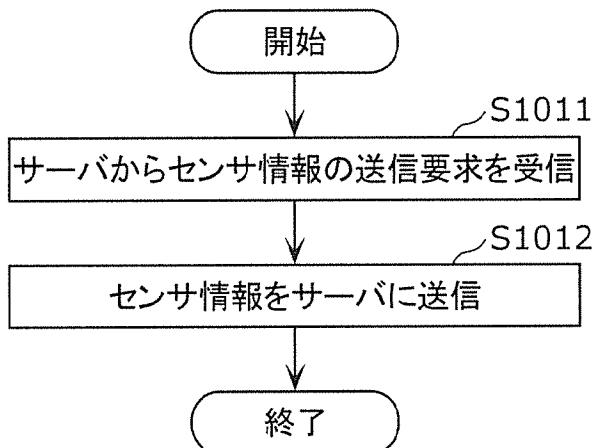 開始
S1011
サーバからセンサ情報の送信要求を受信
S1012
センサ情報をサーバに送信
終了